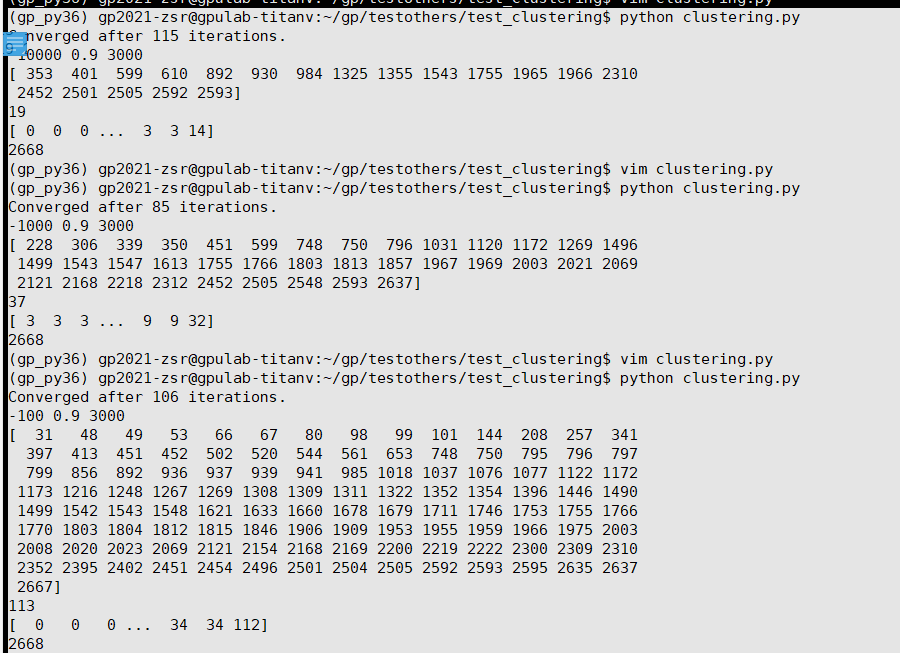 (gp_py36) gp2021-zsr@gpulab-titanv:~/gp/testothers/test_clustering$ vim clustering.py
(gp_py36) gp2021-zsr@gpulab-titanv:~/gp/testothers/test_clustering$ python clustering.py
Converged after 115 iterations.
-10000 0.9 3000
[ 353 401 599 610 892 930 984 1325 1355 1543 1755 1965 1966 2310
2452 2501 2505 2592 2593]
19
[ 0 0 0 ... 3 3 14]
2668
(gp_py36) gp2021-zsr@gpulab-titanv:~/gp/testothers/test_clustering$ vim clustering.py
(gp_py36) gp2021-zsr@gpulab-titanv:~/gp/testothers/test_clustering$ python clustering.py
Converged after 85 iterations.
-1000 0.9 3000
[ 228 306 339 350 451 599 748 750 796 1031 1120 1172 1269 1496
1499 1543 1547 1613 1755 1766 1803 1813 1857 1967 1969 2003 2021 2069
2121 2168 2218 2312 2452 2505 2548 2593 2637]
37
[ 3 3 3 ... 9 9 32]
2668
(gp_py36) gp2021-zsr@gpulab-titanv:~/gp/testothers/test_clustering$ vim clustering.py
(gp_py36) gp2021-zsr@gpulab-titanv:~/gp/testothers/test_clustering$ python clustering.py
Converged after 106 iterations.
-100 0.9 3000
[ 31 48 49 53 66 67 80 98 99 101 144 208 257 341
397 413 451 452 502 520 544 561 653 748 750 795 796 797
799 856 892 936 937 939 941 985 1018 1037 1076 1077 1122 1172
1173 1216 1248 1267 1269 1308 1309 1311 1322 1352 1354 1396 1446 1490
1499 1542 1543 1548 1621 1633 1660 1678 1679 1711 1746 1753 1755 1766
1770 1803 1804 1812 1815 1846 1906 1909 1953 1955 1959 1966 1975 2003
2008 2020 2023 2069 2121 2154 2168 2169 2200 2219 2222 2300 2309 2310
2352 2395 2402 2451 2454 2496 2501 2504 2505 2592 2593 2595 2635 2637
2667]
113
[ 0 0 0 ... 34 34 112]
2668